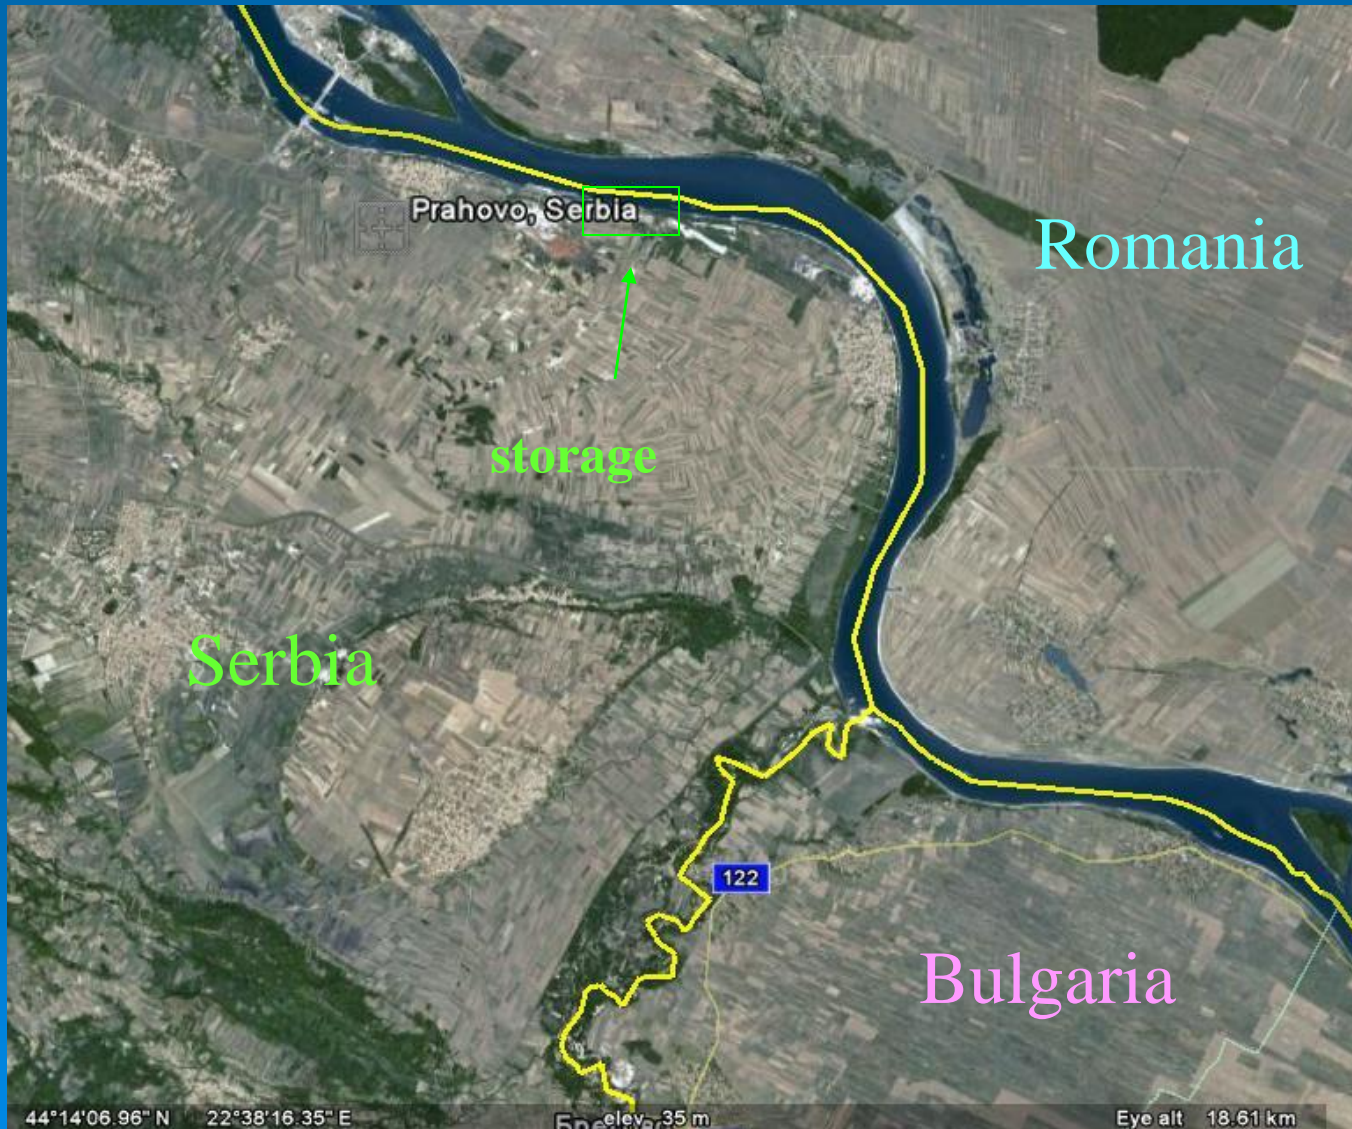 Prahovo, Serbia
Romania
storage
Serbia
122
Bulgaria
44°14'06.96" N 22°38'16.35" E
elev 35 m
Eye alt 18.61 km